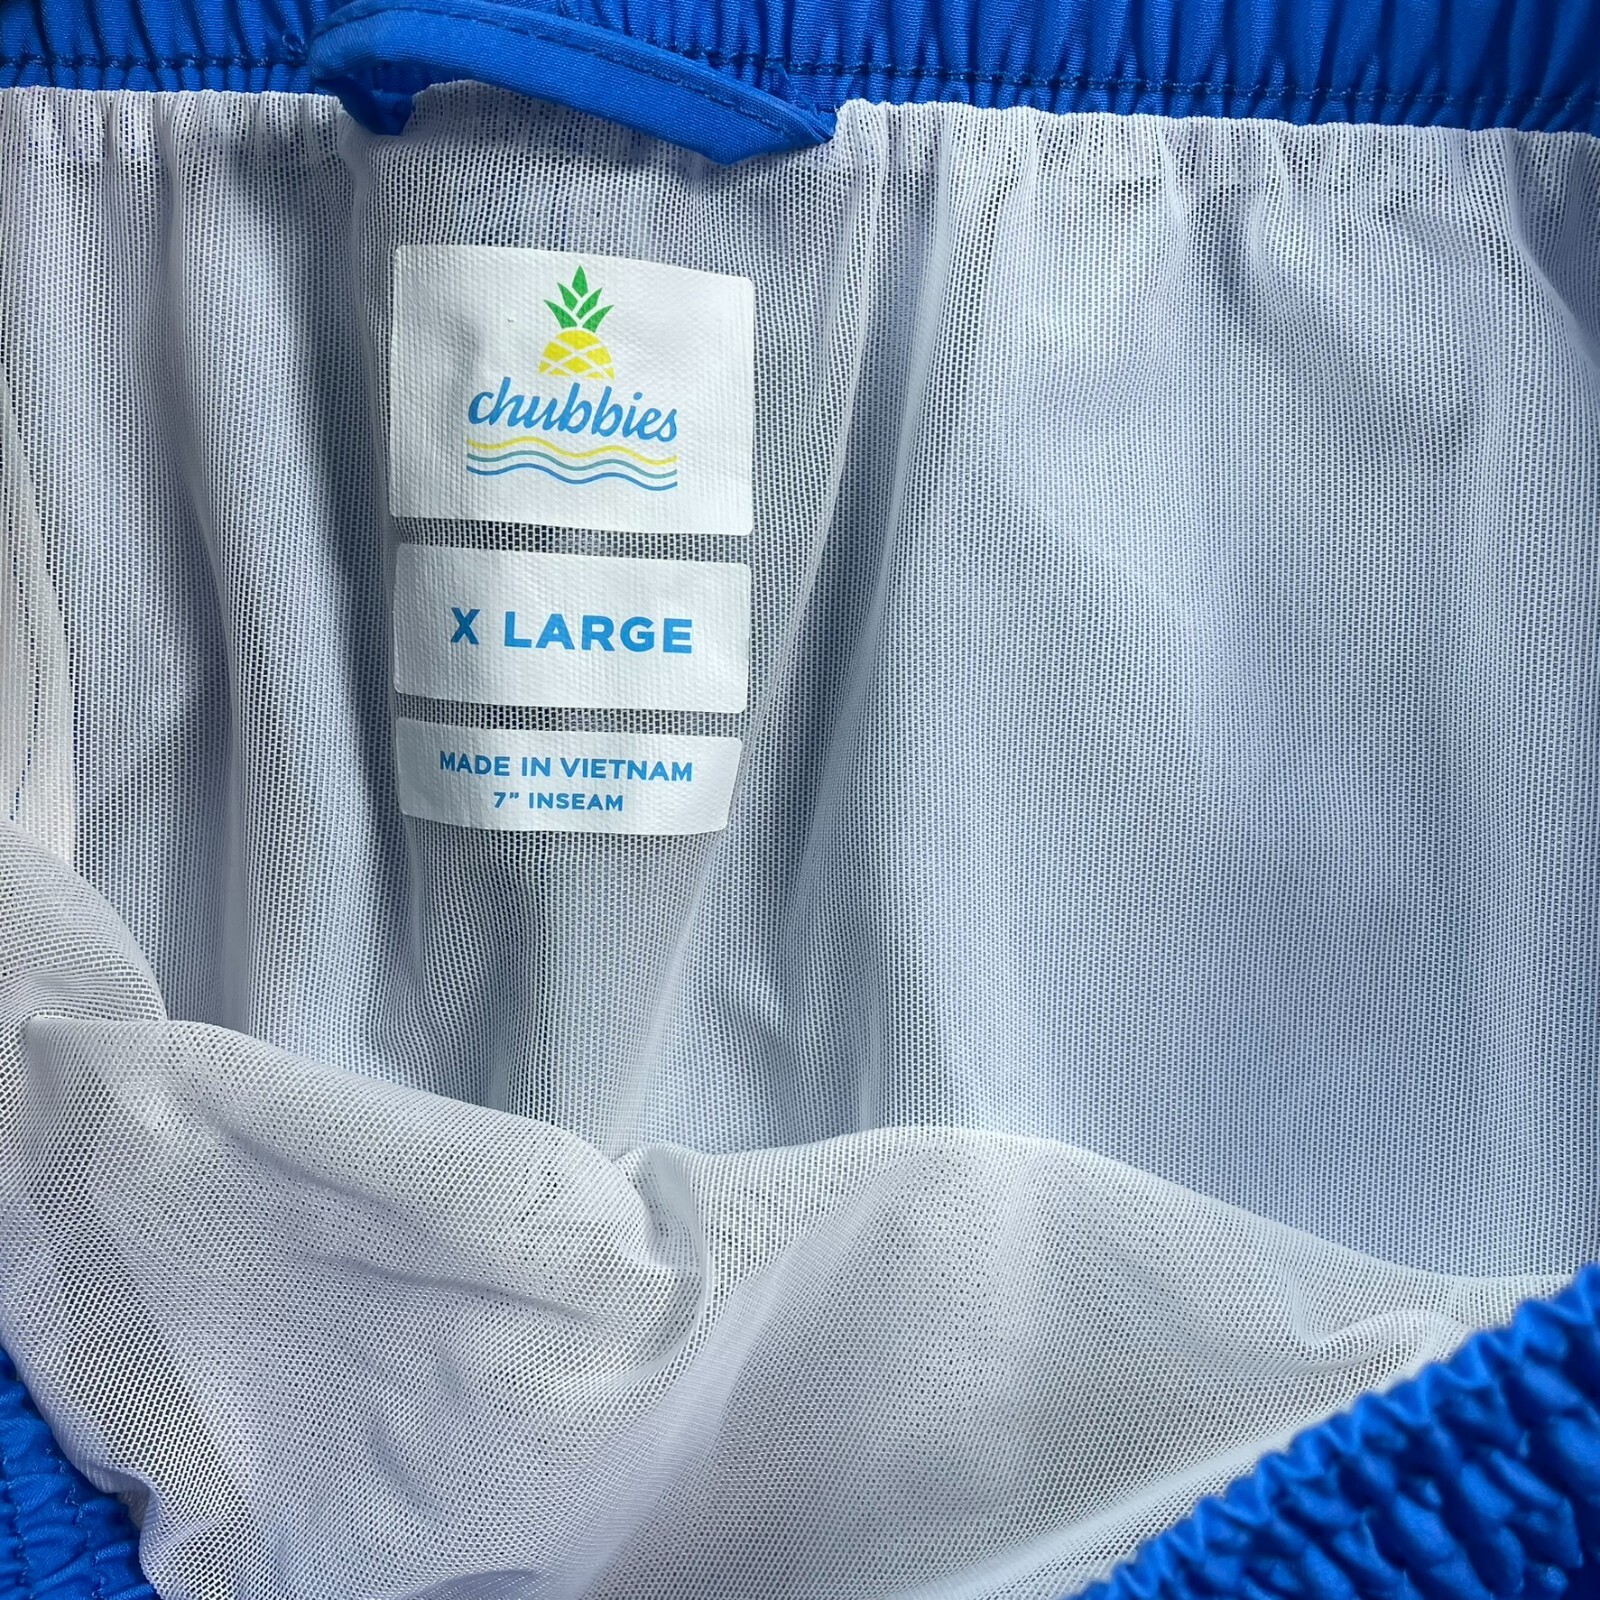 chubbies
X LARGE
MADE IN VIETNAM
7” INSEAM